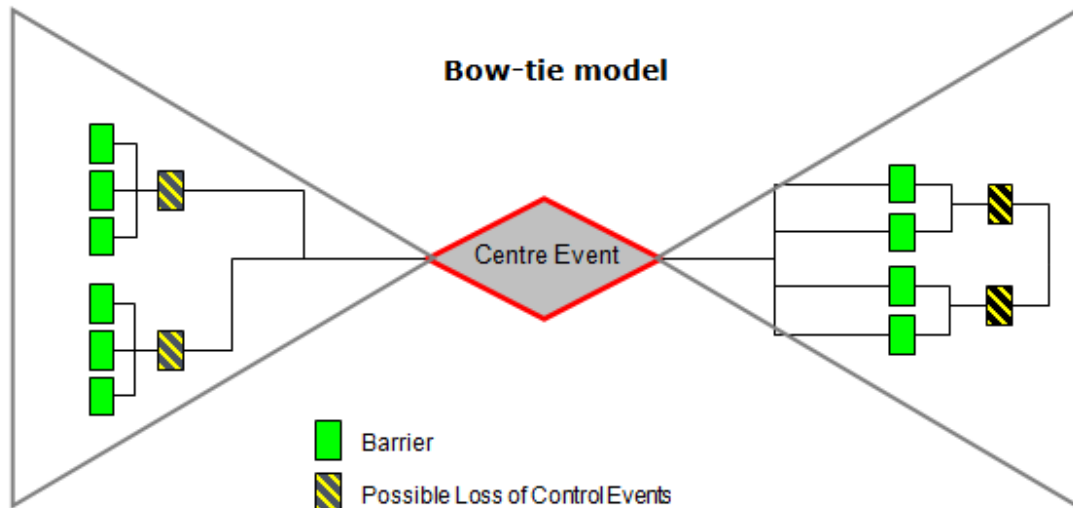 Bow-tie model
Centre Event
Barrier
Possible Loss of Control Events